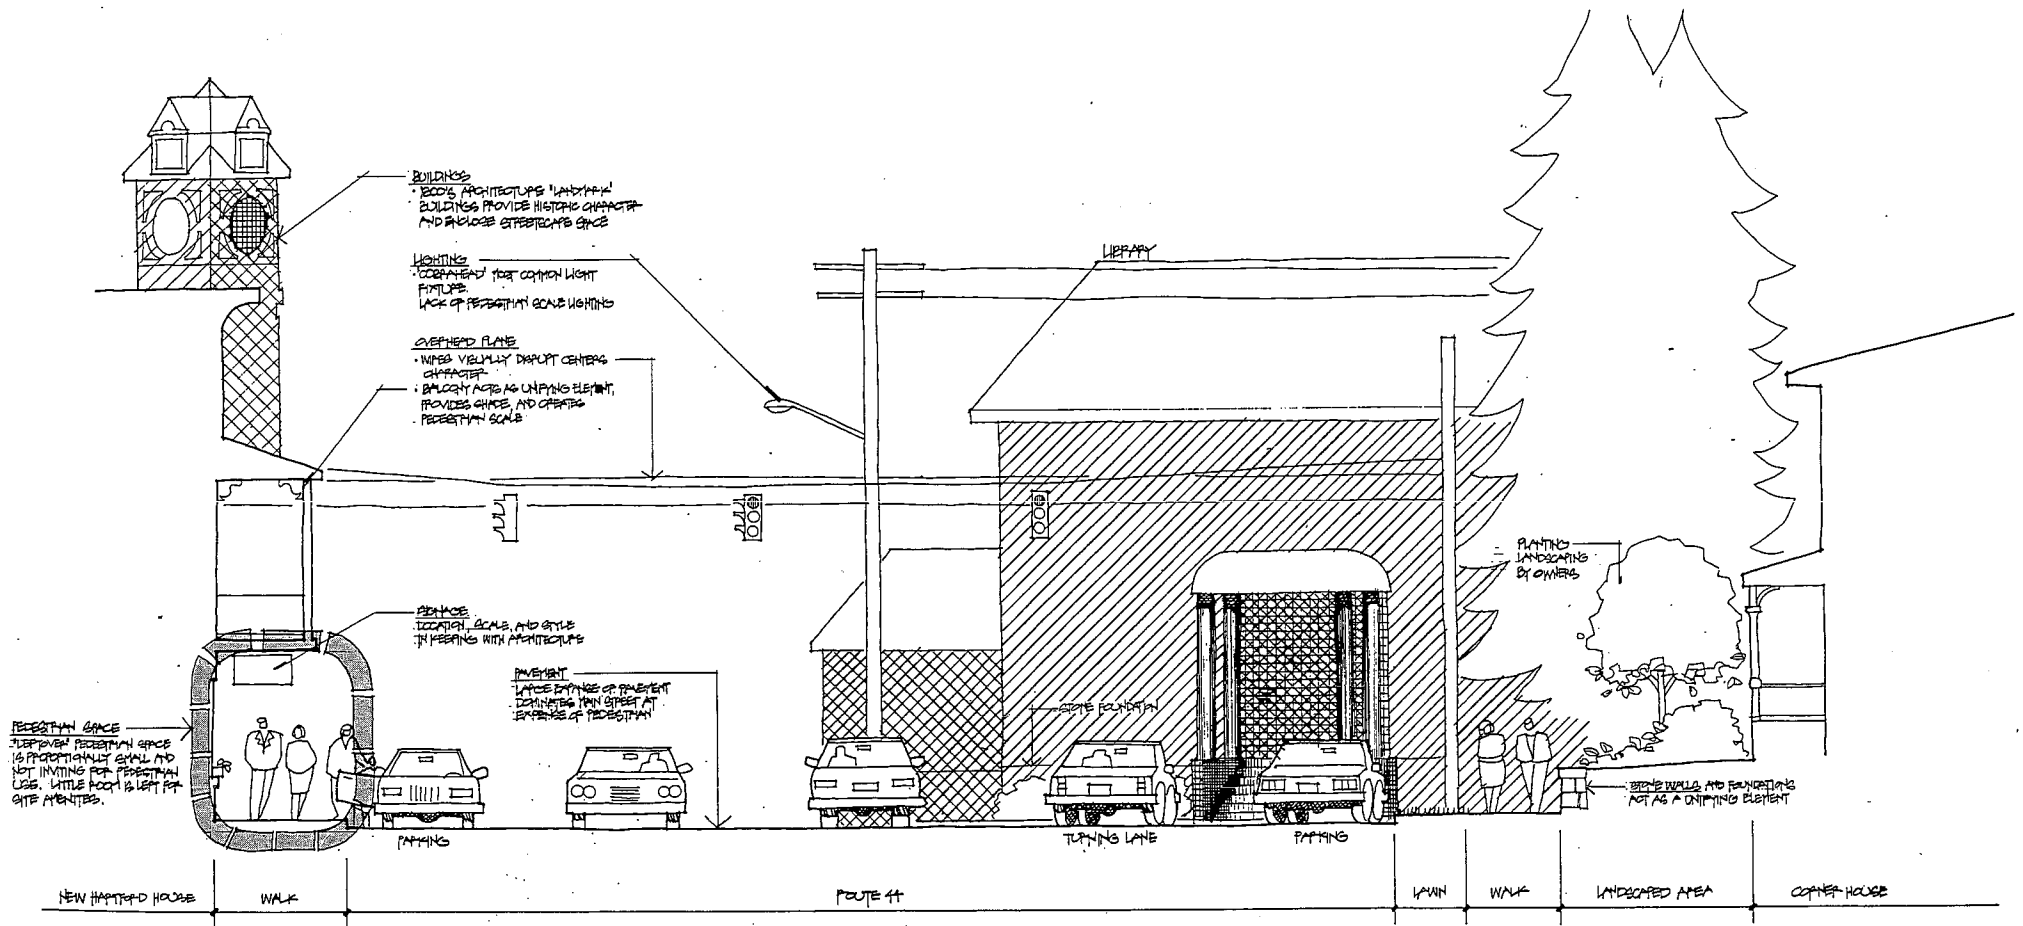 BUILDINGS
· 1800'S ARCHITECTURE 'LANDMARK'
BUILDINGS PROVIDE HISTORIC CHARACTER
AND ENCLOSE STREETSCAPE SPACE
LIGHTING
· 'COBRAHEAD' MOST COMMON LIGHT
FIXTURE.
LACK OF PEDESTRIAN SCALE LIGHTING
LIBRARY
OVERHEAD PLANE
· WIRES VISUALLY DISRUPT CENTERS
CHARACTER
· BALCONY ACTS AS UNIFYING ELEMENT,
PROVIDES SHADE, AND CREATES
PEDESTRIAN SCALE
PLANTING
LANDSCAPING
BY OWNERS
SIGNAGE
LOCATION, SCALE, AND STYLE
IN KEEPING WITH ARCHITECTURE
PAVEMENT
LARGE EXPANSE OF PAVEMENT
DOMINATES MAIN STREET AT
EXPENSE OF PEDESTRIAN
STONE FOUNDATION
PEDESTRIAN SPACE
· 'LEFTOVER' PEDESTRIAN SPACE
IS PROPORTIONALLY SMALL AND
NOT INVITING FOR PEDESTRIAN
USE. LITTLE ROOM IS LEFT FOR
SITE AMENITIES.
STONE WALLS, AND FOUNDATIONS
ACT AS A UNIFYING ELEMENT
PARKING
TURNING LANE
PARKING
NEW HARTFORD HOUSE
WALK
ROUTE 44
LAWN
WALK
LANDSCAPED AREA
CORNER HOUSE